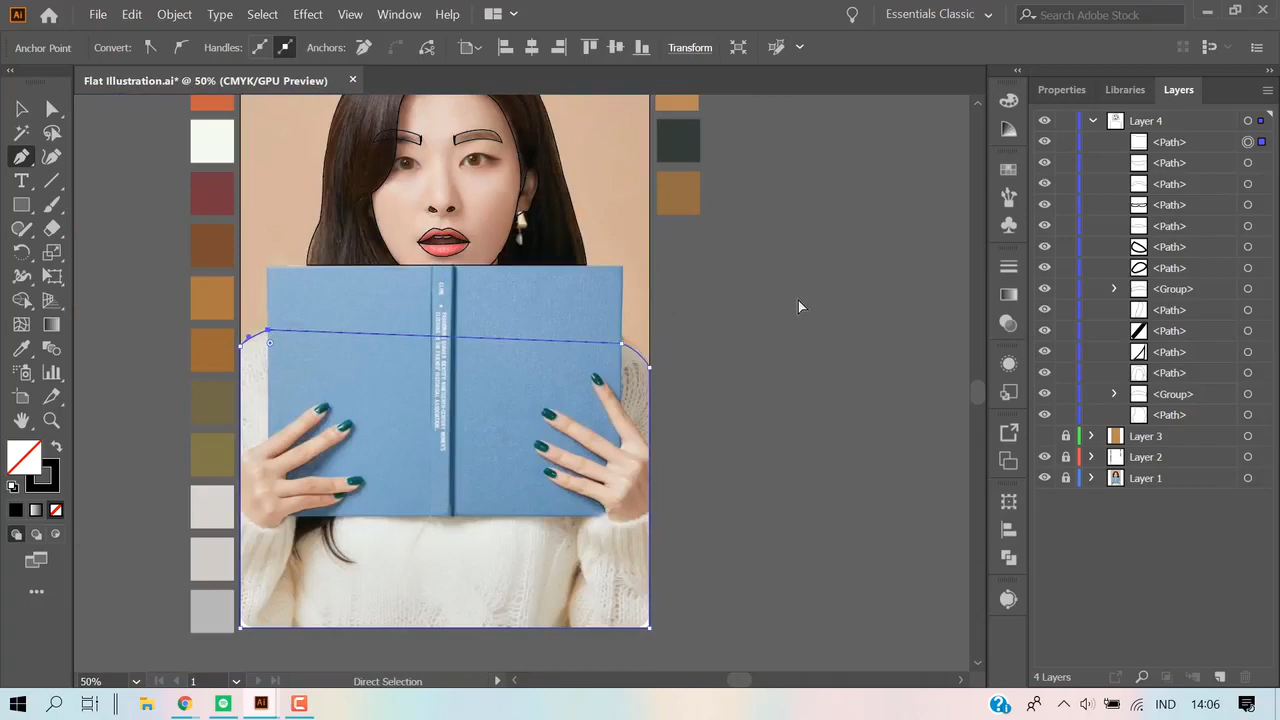 Ai
File
Edit
Object
Type
Select
Effect
View
Window
Help
Essentials Classic
Search Adobe Stock
Anchor Point
Convert:
Handles:
Anchors:
Transform
Flat Illustration.ai* @ 50% (CMYK/GPU Preview)
Properties
Libraries
Layers
Layer 4
<Path>
<Path>
<Path>
<Path>
<Path>
<Path>
<Path>
<Group>
<Path>
<Path>
<Path>
<Path>
<Group>
<Path>
Layer 3
Layer 2
Layer 1
4 Layers
50%
1
Direct Selection
Ai
IND
14:06